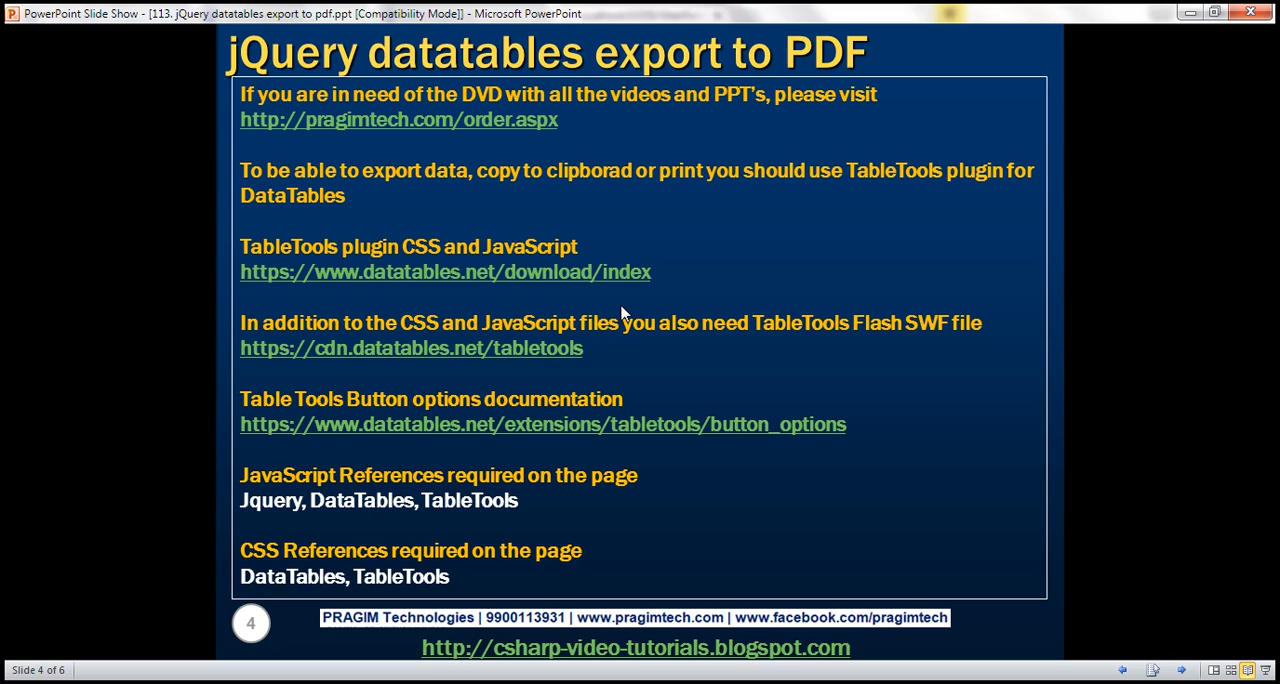 PowerPoint Slide Show - [113. jQuery datatables export to pdf.ppt [Compatibility Mode]] - Microsoft PowerPoint
jQuery datatables export to PDF
If you are in need of the DVD with all the videos and PPT's, please visit
http://pragimtech.com/order.aspx
To be able to export data, copy to clipborad or print you should use TableTools plugin for
DataTables
TableTools plugin CSS and JavaScript
https://www.datatables.net/download/index
In addition to the CSS and JavaScript files you also need TableTools Flash SWF file
https://cdn.datatables.net/tabletools
Table Tools Button options documentation
https://www.datatables.net/extensions/tabletools/button_options
JavaScript References required on the page
Jquery, DataTables, TableTools
CSS References required on the page
DataTables, TableTools
4
PRAGIM Technologies | 9900113931 | www.pragimtech.com | www.facebook.com/pragimtech
http://csharp-video-tutorials.blogspot.com
Slide 4 of 6